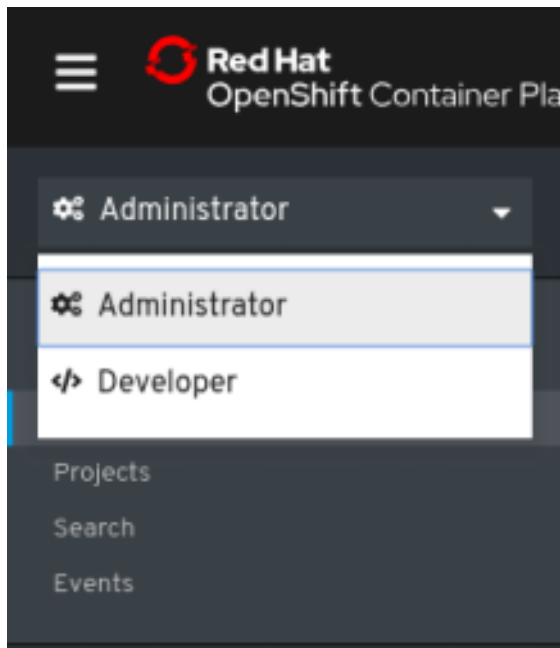 Red Hat
OpenShift Container Pla
Administrator
Administrator
Developer
Projects
Search
Events